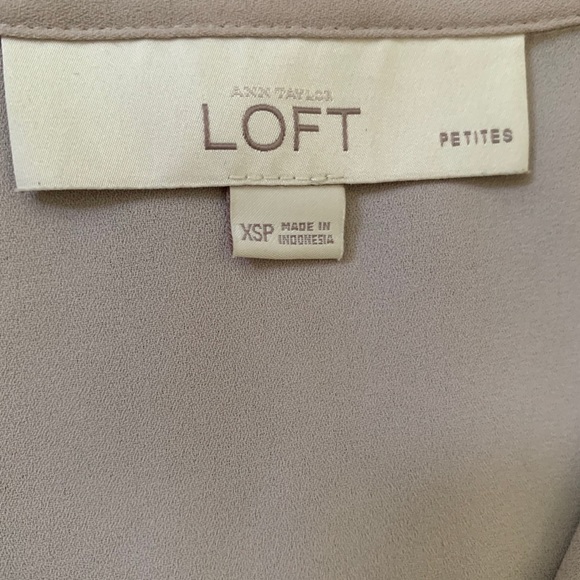 ANN TAYLOR
LOFT
PETITES
XSP
MADE IN
INDONESIA